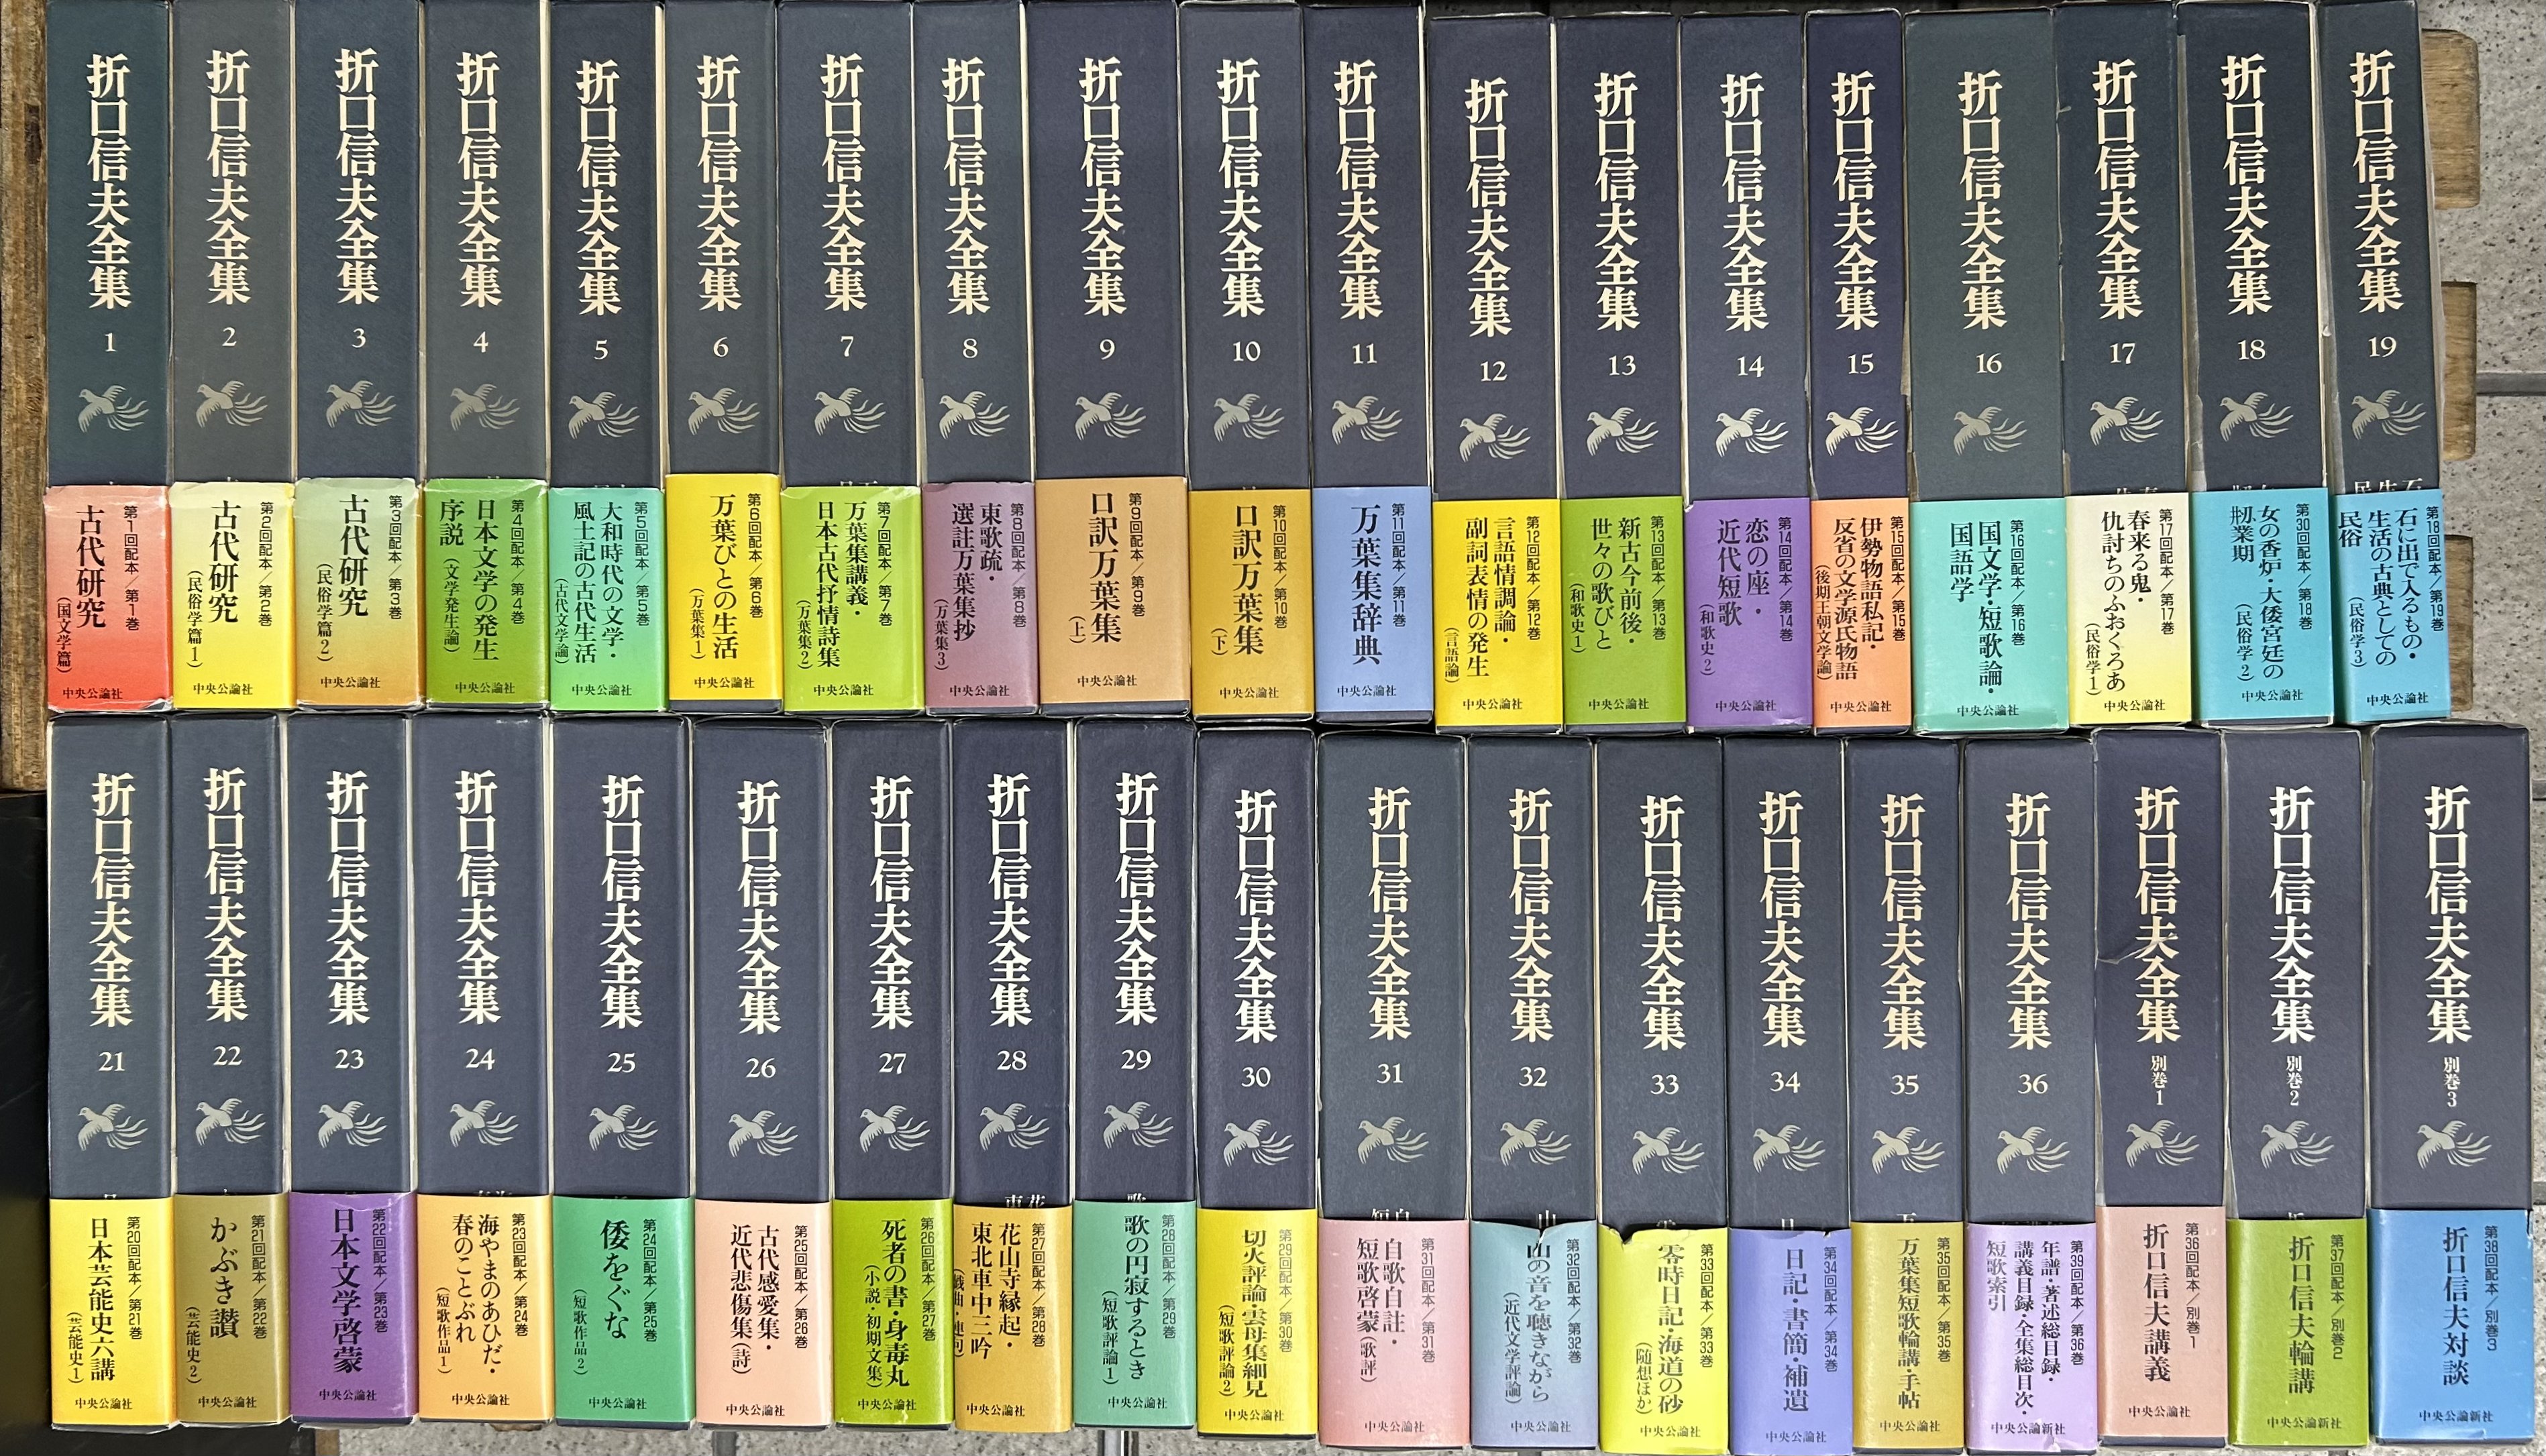 折口信夫全集
1
第1回配本/第1巻
古代研究
(国文学篇)
中央公論社
折口信夫全集
2
第2回配本/第2巻
古代研究
(民俗学篇1)
中央公論社
折口信夫全集
3
第3回配本/第3巻
古代研究
(民俗学篇2)
中央公論社
折口信夫全集
4
第4回配本/第4巻
日本文学の発生
序説(文学発生論)
中央公論社
折口信夫全集
5
第5回配本/第5巻
大和時代の文学・
風土記の古代生活
(古代文学論)
中央公論社
折口信夫全集
6
第6回配本/第6巻
万葉びとの生活
(万葉集1)
中央公論社
折口信夫全集
7
第7回配本/第7巻
万葉集講義・
日本古代抒情詩集
(万葉集2)
中央公論社
折口信夫全集
8
第8回配本/第8巻
東歌疏・
選註万葉集抄
(万葉集3)
中央公論社
折口信夫全集
9
第9回配本/第9巻
口訳万葉集
(上)
中央公論社
折口信夫全集
10
第10回配本/第10巻
口訳万葉集
(下)
中央公論社
折口信夫全集
11
第11回配本/第11巻
万葉集辞典
中央公論社
折口信夫全集
12
第12回配本/第12巻
言語情調論・
副詞表情の発生
(言語論)
中央公論社
折口信夫全集
13
第13回配本/第13巻
新古今前後・
世々の歌びと
(和歌史1)
中央公論社
折口信夫全集
14
第14回配本/第14巻
恋の座・
近代短歌
(和歌史2)
中央公論社
折口信夫全集
15
第15回配本/第15巻
伊勢物語私記・
反省の文学源氏物語
(後期王朝文学論)
中央公論社
折口信夫全集
16
第16回配本/第16巻
国文学・短歌論・
国語学
中央公論社
折口信夫全集
17
第17回配本/第17巻
春来る鬼・
仇討ちのふおくろあ
(民俗学1)
中央公論社
折口信夫全集
18
第30回配本/第18巻
女の香炉・大倭宮廷の
剏業期
(民俗学2)
中央公論社
折口信夫全集
19
第18回配本/第19巻
石に出で入るもの・
生活の古典としての
民俗
(民俗学3)
中央公論社
折口信夫全集
21
第20回配本/第21巻
日本芸能史六講
(芸能史1)
中央公論社
折口信夫全集
22
第21回配本/第22巻
かぶき讃
(芸能史2)
中央公論社
折口信夫全集
23
第22回配本/第23巻
日本文学啓蒙
中央公論社
折口信夫全集
24
第23回配本/第24巻
海やまのあひだ・
春のことぶれ
(短歌作品1)
中央公論社
折口信夫全集
25
第24回配本/第25巻
倭をぐな
(短歌作品2)
中央公論社
折口信夫全集
26
第25回配本/第26巻
古代感愛集・
近代悲傷集(詩)
中央公論社
折口信夫全集
27
第26回配本/第27巻
死者の書・身毒丸
(小説・初期文集)
中央公論社
折口信夫全集
28
第27回配本/第28巻
花山寺縁起・
東北車中三吟
(戯曲・連句)
中央公論社
折口信夫全集
29
第28回配本/第29巻
歌の円寂するとき
(短歌評論1)
中央公論社
折口信夫全集
30
第29回配本/第30巻
切火評論・雲母集細見
(短歌評論2)
中央公論社
折口信夫全集
31
第31回配本/第31巻
自歌自註・
短歌啓蒙(歌評)
中央公論社
折口信夫全集
32
第32回配本/第32巻
山の音を聴きながら
(近代文学評論)
中央公論社
折口信夫全集
33
第33回配本/第33巻
零時日記・海道の砂
(随想ほか)
中央公論社
折口信夫全集
34
第34回配本/第34巻
日記・書簡・補遺
中央公論社
折口信夫全集
35
第35回配本/第35巻
万葉集短歌輪講・手帖
中央公論社
折口信夫全集
36
第39回配本/第36巻
年譜・著述総目録・
講義目録・全集総目次・
短歌索引
中央公論新社
折口信夫全集
別巻1
第36回配本/別巻1
折口信夫講義
中央公論社
折口信夫全集
別巻2
第37回配本/別巻2
折口信夫輪講
中央公論新社
折口信夫全集
別巻3
第38回配本/別巻3
折口信夫対談
中央公論新社